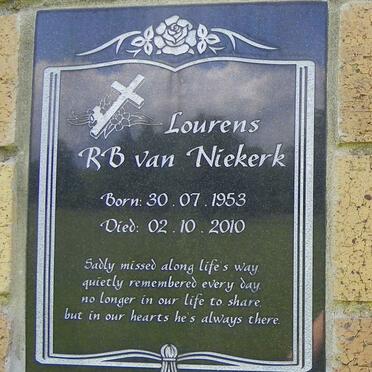 Lourens
RB van Niekerk
Born: 30 . 07 . 1953
Died: 02 . 10 . 2010
Sadly missed along life's way
quietly remembered every day,
no longer in our life to share,
but in our hearts he's always there.